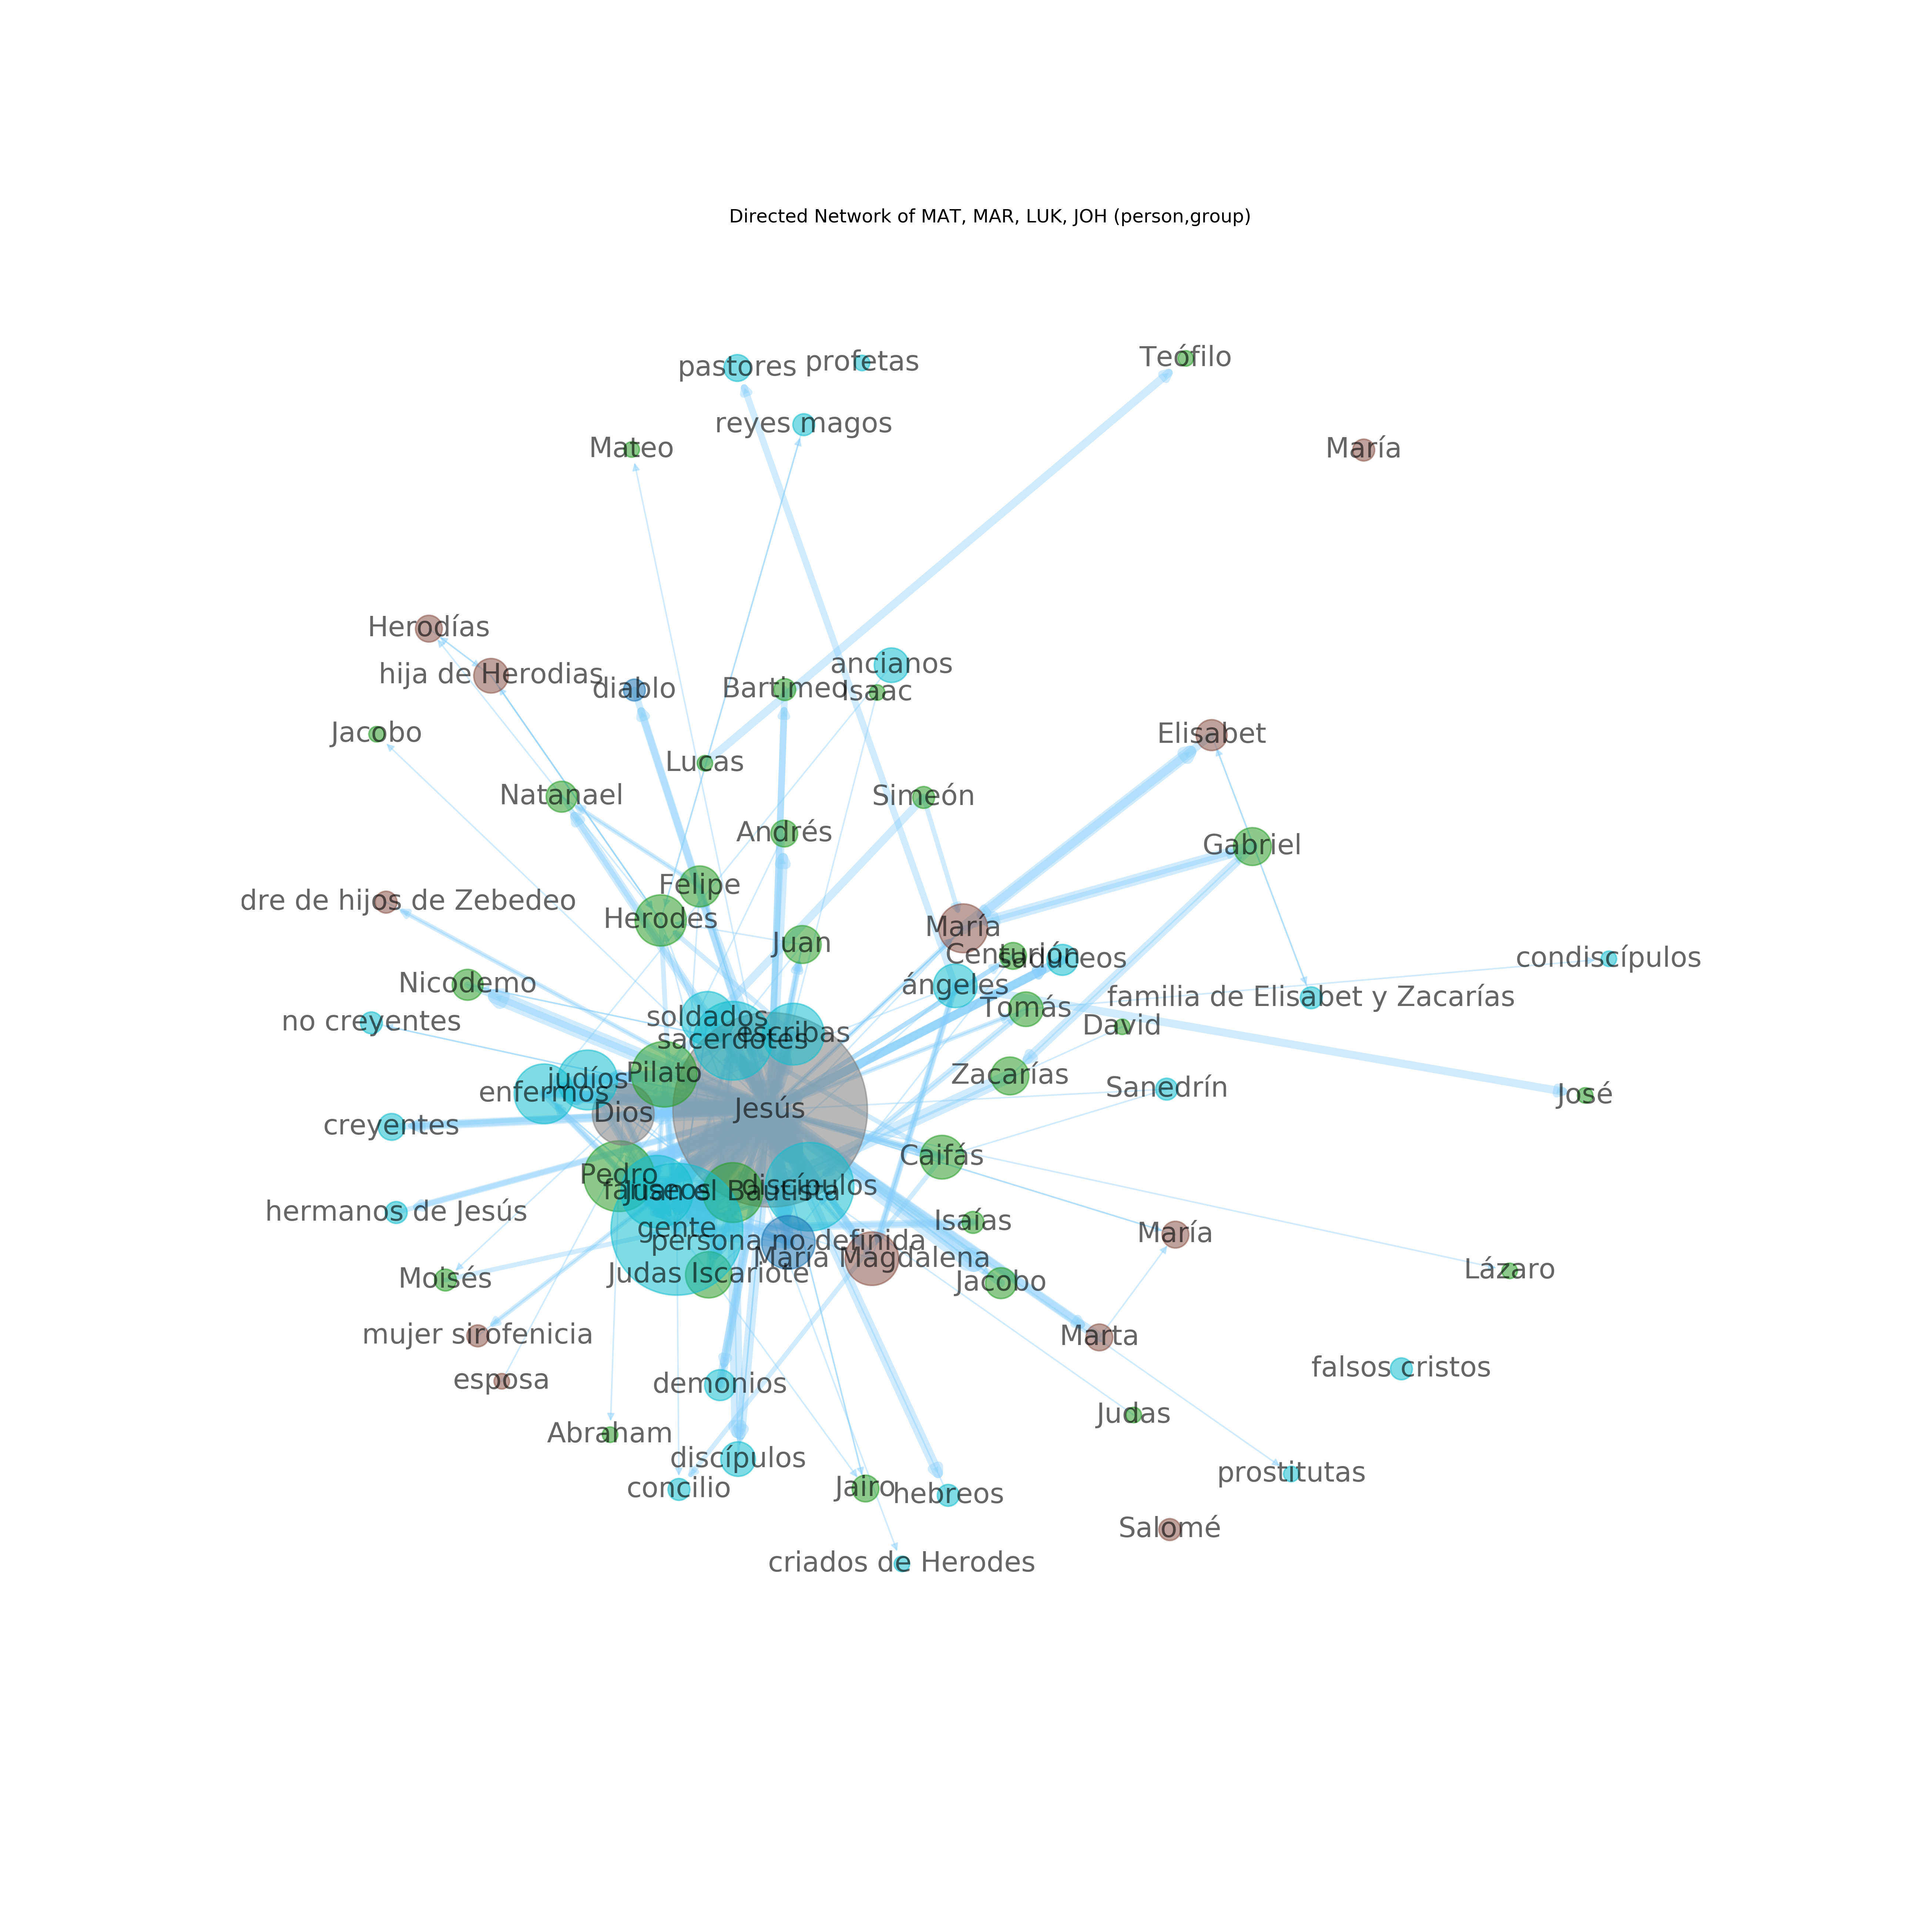 Directed Network of MAT, MAR, LUK, JOH (person,group)
pastores
profetas
Teófilo
reyes magos
Mateo
María
Herodías
hija de Herodias
diablo
Bartimeo
ancianos
Isaac
Jacobo
Lucas
Elisabet
Natanael
Simeón
Andrés
Gabriel
Felipe
dre de hijos de Zebedeo
Herodes
María
Juan
Centurión
saduceos
condiscípulos
Nicodemo
ángeles
familia de Elisabet y Zacarías
Tomás
no creyentes
soldados
David
escribas
sacerdotes
Pilato
Zacarías
judíos
enfermos
Sanedrín
José
Dios
Jesús
creyentes
Caifás
Pedro
fariseos
Juan el Bautista
discípulos
hermanos de Jesús
gente
Isaías
María
persona no definida
María Magdalena
Moisés
Judas Iscariote
Jacobo
Lázaro
mujer sirofenicia
Marta
falsos cristos
esposa
demonios
Judas
Abraham
discípulos
prostitutas
concilio
Jairo
hebreos
Salomé
criados de Herodes